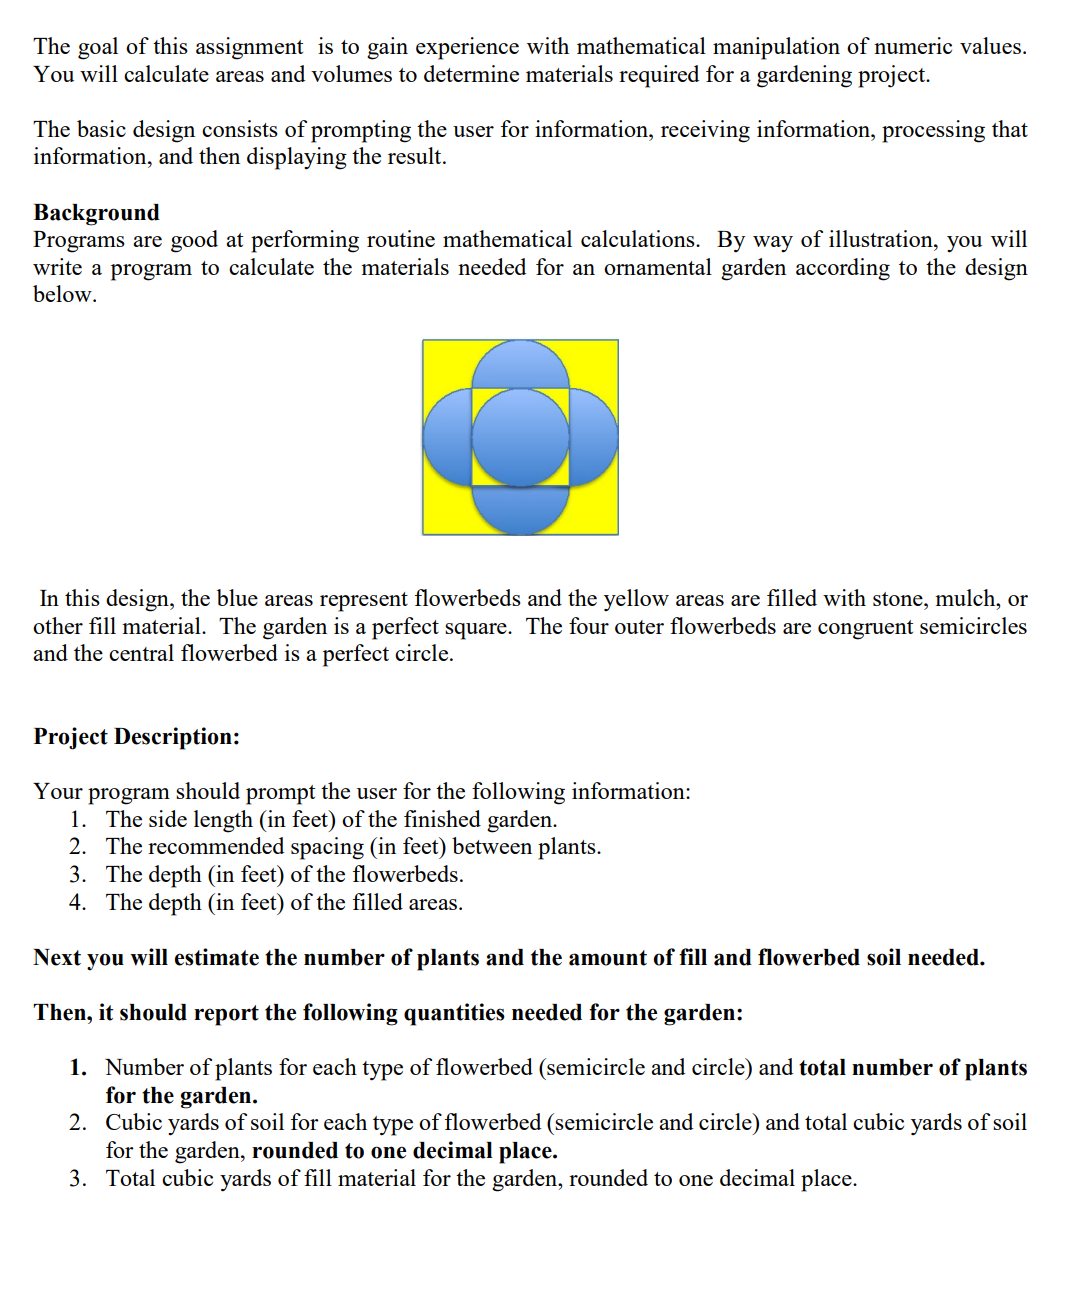 The goal of this assignment is to gain experience with mathematical manipulation of numeric values.
You will calculate areas and volumes to determine materials required for a gardening project.
The basic design consists of prompting the user for information, receiving information, processing that
information, and then displaying the result.
Background
Programs are good at performing routine mathematical calculations. By way of illustration, you will
write a program to calculate the materials needed for an ornamental garden according to the design
below.
In this design, the blue areas represent flowerbeds and the yellow areas are filled with stone, mulch, or
other fill material. The garden is a perfect square. The four outer flowerbeds are congruent semicircles
and the central flowerbed is a perfect circle.
Project Description:
Your program should prompt the user for the following information:
1. The side length (in feet) of the finished garden.
2. The recommended spacing (in feet) between plants.
3. The depth (in feet) of the flowerbeds.
4. The depth (in feet) of the filled areas.
Next you will estimate the number of plants and the amount of fill and flowerbed soil needed.
Then, it should report the following quantities needed for the garden:
1. Number of plants for each type of flowerbed (semicircle and circle) and total number of plants
for the garden.
2. Cubic yards of soil for each type of flowerbed (semicircle and circle) and total cubic yards of soil
for the garden, rounded to one decimal place.
3. Total cubic yards of fill material for the garden, rounded to one decimal place.